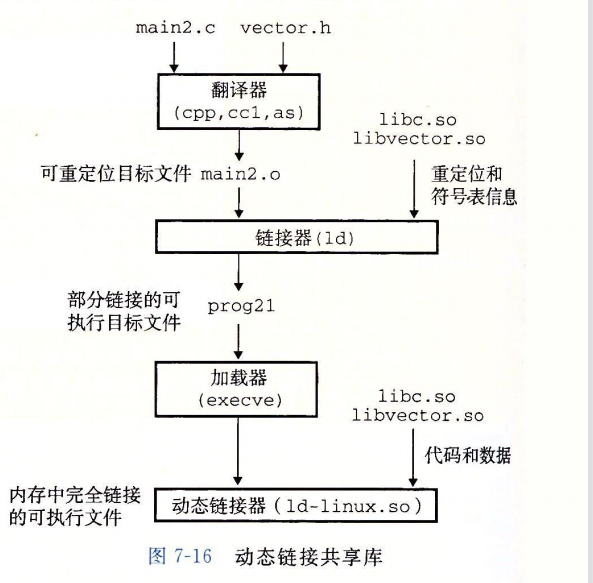 main2.c vector.h
翻译器
(cpp,cc1,as)
libc.so
libvector.so
可重定位目标文件 main2.o
重定位和
符号表信息
链接器(ld)
部分链接的可
执行目标文件
prog21
加载器
(execve)
libc.so
libvector.so
代码和数据
内存中完全链接
的可执行文件
动态链接器(ld-linux.so)
图 7-16 动态链接共享库